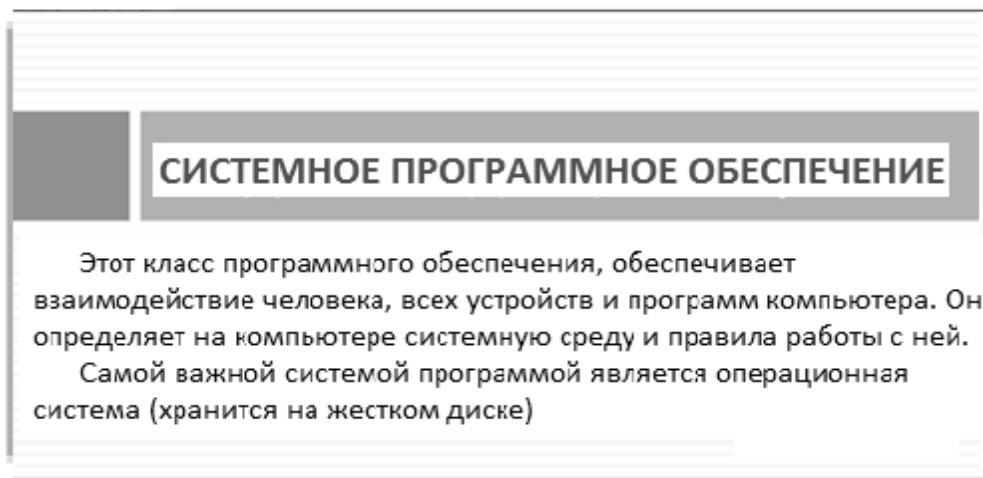 СИСТЕМНОЕ ПРОГРАММНОЕ ОБЕСПЕЧЕНИЕ
Этот класс программного обеспечения, обеспечивает
взаимодействие человека, всех устройств и программ компьютера. Он
определяет на компьютере системную среду и правила работы с ней.
Самой важной системой программой является операционная
система (хранится на жестком диске)